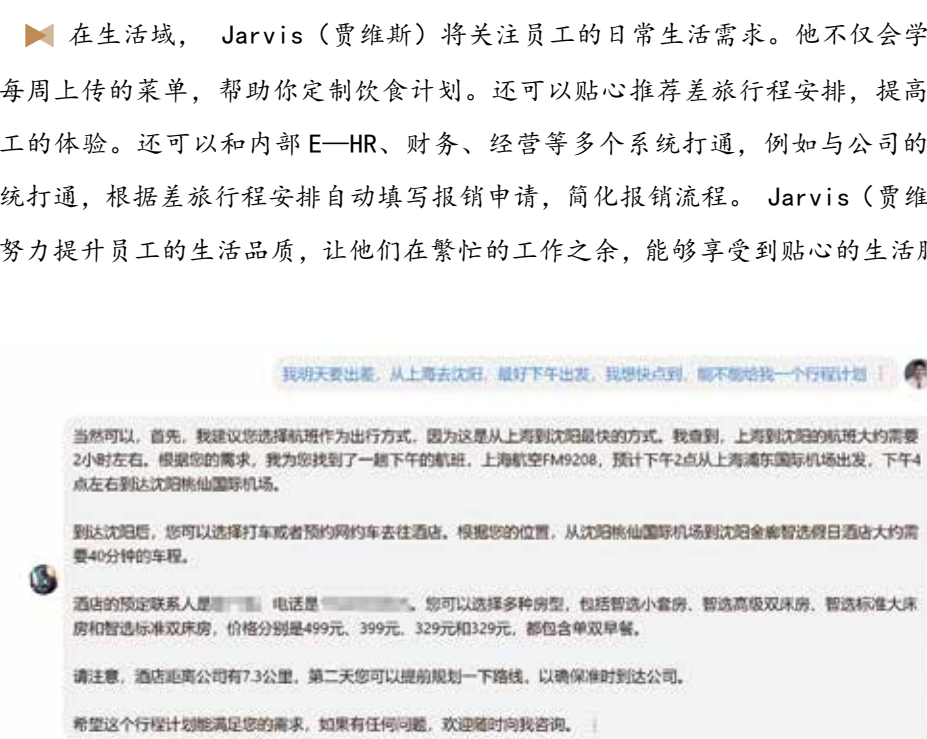 在生活域， Jarvis（贾维斯）将关注员工的日常生活需求。他不仅会学
每周上传的菜单，帮助你定制饮食计划。还可以贴心推荐差旅行程安排，提高
工的体验。还可以和内部E—HR、财务、经营等多个系统打通，例如与公司的
统打通，根据差旅行程安排自动填写报销申请，简化报销流程。 Jarvis（贾维
努力提升员工的生活品质，让他们在繁忙的工作之余，能够享受到贴心的生活
我明天要出差，从上海去沈阳，最好下午出发，我想快点到，能不能给我一个行程计划
当然可以，首先，我建议您选择航班作为出行方式，因为这是从上海到沈阳最快的方式。我查到，上海到沈阳的航班大约需要
2小时左右。根据您的需求，我为您找到了一趟下午的航班，上海航空FM9208，预计下午2点从上海浦东国际机场出发，下午4
点左右到达沈阳桃仙国际机场。
到达沈阳后，您可以选择打车或者预约网约车去往酒店。根据您的位置，从沈阳桃仙国际机场到沈阳金廊智选假日酒店大约需
要40分钟的车程。
酒店的预定联系人是 电话是 。您可以选择多种房型，包括智选小套房、智选高级双床房、智选标准大床
房和智选标准双床房，价格分别是499元、399元、329元和329元，都包含单双早餐。
请注意，酒店距离公司有7.3公里，第二天您可以提前规划一下路线，以确保准时到达公司。
希望这个行程计划能满足您的需求，如果有任何问题，欢迎随时向我咨询。